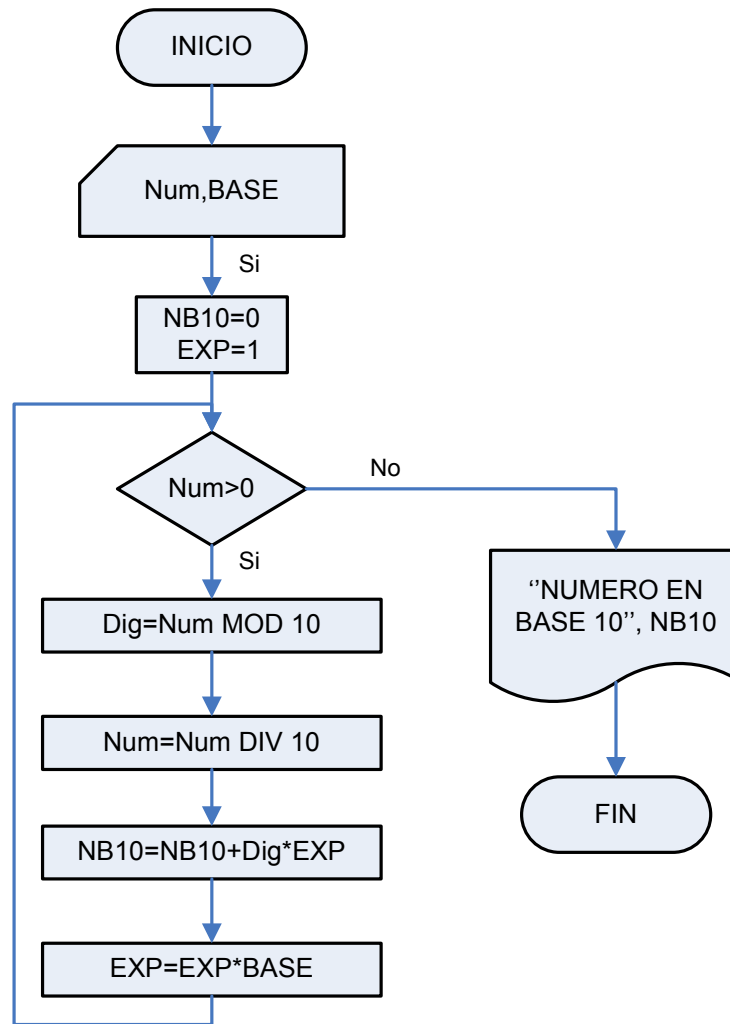 INICIO
Num,BASE
Si
NB10=0
EXP=1
Num>0
No
Si
Dig=Num MOD 10
Num=Num DIV 10
NB10=NB10+Dig*EXP
EXP=EXP*BASE
‘’NUMERO EN
BASE 10’’, NB10
FIN